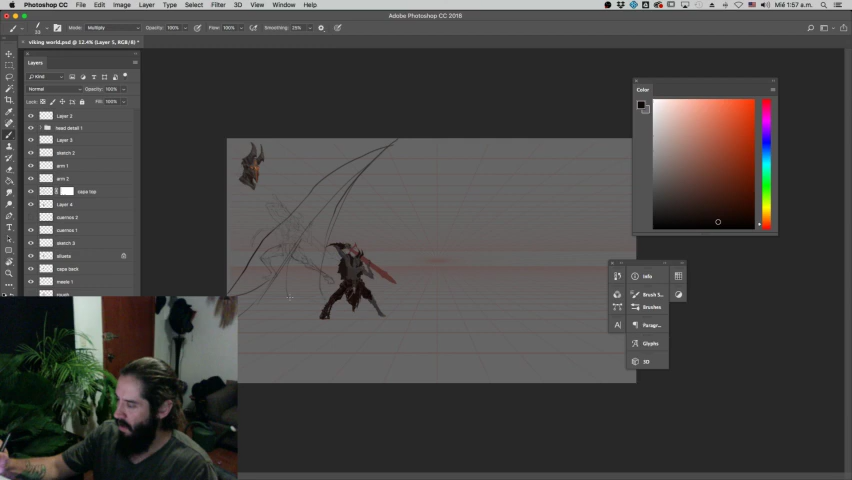 Photoshop CC File Edit Image Layer Type Select Filter 3D View Window Help Mié 1:57 a.m.
Adobe Photoshop CC 2018
33 Mode: Multiply Opacity: 100% Flow: 100% Smoothing: 25%
viking world.psd @ 12.4% (Layer 5, RGB/8) *
Layers
Kind
Normal Opacity: 100%
Lock: Fill: 100%
Layer 2
head detail 1
Layer 3
sketch 2
arm 1
arm 2
capa top
Layer 4
cuernos 2
cuernos 1
sketch 3
silueta
capa back
Color
Info
Brush S...
Brushes
Paragr...
Glyphs
3D